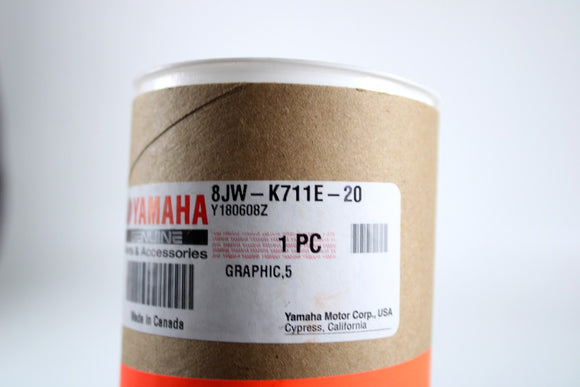 8JW-K711E-20
YAMAHA
Y180608Z
GENUINE
1 PC
& Accessories
GRAPHIC,5
Made in Canada
Yamaha Motor Corp., USA
Cypress, California